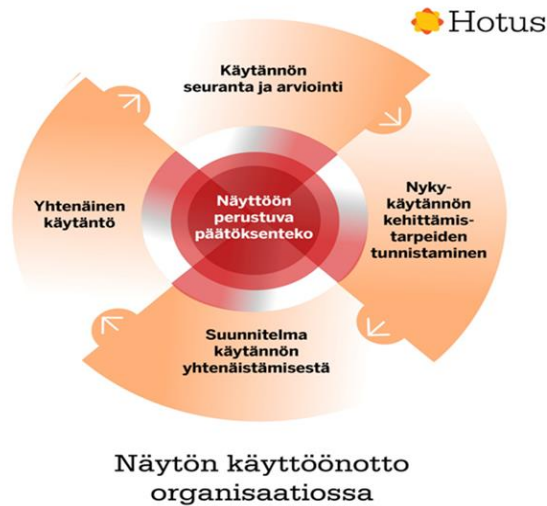 Hotus
Käytännön
seuranta ja arviointi
Nyky-
käytännön
kehittämis-
tarpeiden
tunnistaminen
Suunnitelma
käytännön
yhtenäistämisestä
Yhtenäinen
käytäntö
Näyttöön
perustuva
päätöksenteko
Näytön käyttöönotto
organisaatiossa